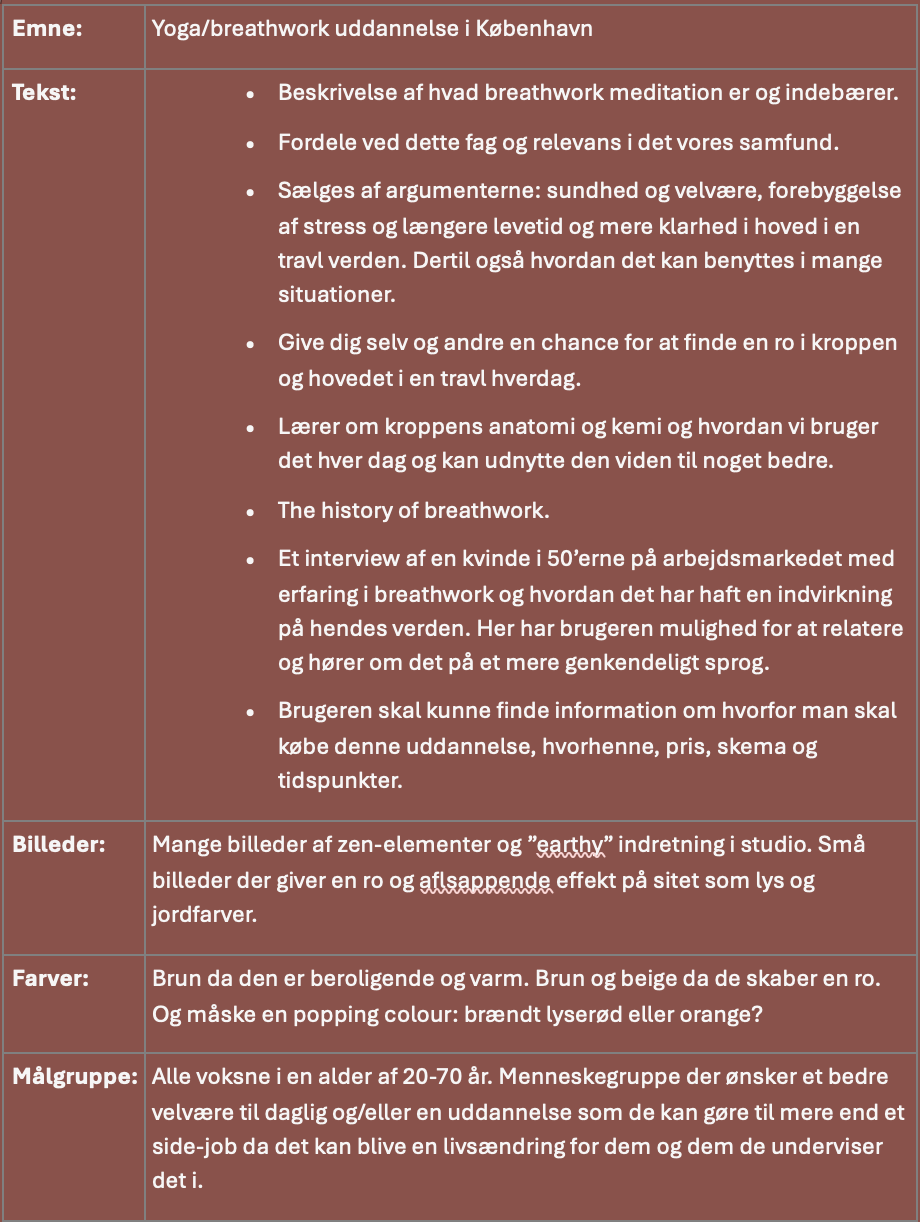 Emne: Yoga/breathwork uddannelse i København
Tekst: • Beskrivelse af hvad breathwork meditation er og indebærer.
• Fordele ved dette fag og relevans i det vores samfund.
• Sælges af argumenterne: sundhed og velvære, forebyggelse
af stress og længere levetid og mere klarhed i hoved i en
travl verden. Dertil også hvordan det kan benyttes i mange
situationer.
• Give dig selv og andre en chance for at finde en ro i kroppen
og hovedet i en travl hverdag.
• Lærer om kroppens anatomi og kemi og hvordan vi bruger
det hver dag og kan udnytte den viden til noget bedre.
• The history of breathwork.
• Et interview af en kvinde i 50’erne på arbejdsmarkedet med
erfaring i breathwork og hvordan det har haft en indvirkning
på hendes verden. Her har brugeren mulighed for at relatere
og hører om det på et mere genkendeligt sprog.
• Brugeren skal kunne finde information om hvorfor man skal
købe denne uddannelse, hvorhenne, pris, skema og
tidspunkter.
Billeder: Mange billeder af zen-elementer og ”earthy” indretning i studio. Små
billeder der giver en ro og aflsappende effekt på sitet som lys og
jordfarver.
Farver: Brun da den er beroligende og varm. Brun og beige da de skaber en ro.
Og måske en popping colour: brændt lyserød eller orange?
Målgruppe: Alle voksne i en alder af 20-70 år. Menneskegruppe der ønsker et bedre
velvære til daglig og/eller en uddannelse som de kan gøre til mere end et
side-job da det kan blive en livsændring for dem og dem de underviser
det i.